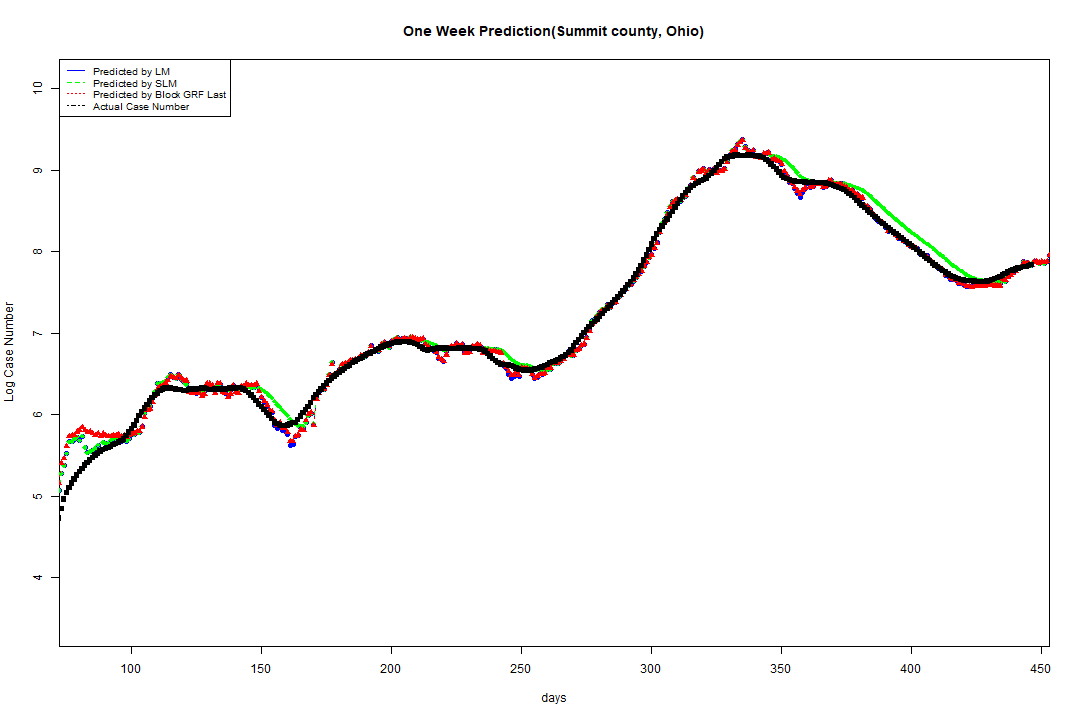 One Week Prediction(Summit county, Ohio)
Predicted by LM
Predicted by SLM
Predicted by Block GRF Last
Actual Case Number
10
9
8
7
6
5
4
Log Case Number
100 150 200 250 300 350 400 450
days